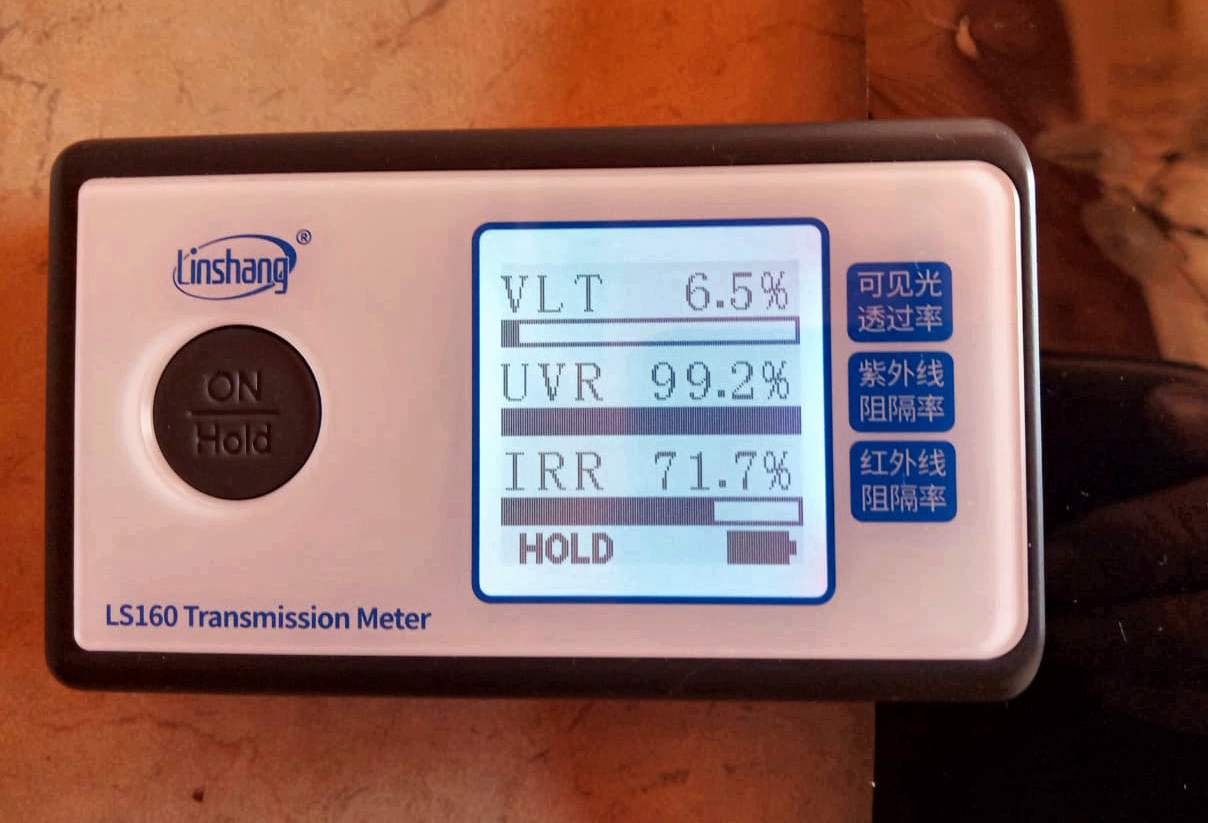 Linshang®
ON
Hold
LS160 Transmission Meter
VLT 6.5%
UVR 99.2%
IRR 71.7%
HOLD
可见光
透过率
紫外线
阻隔率
红外线
阻隔率